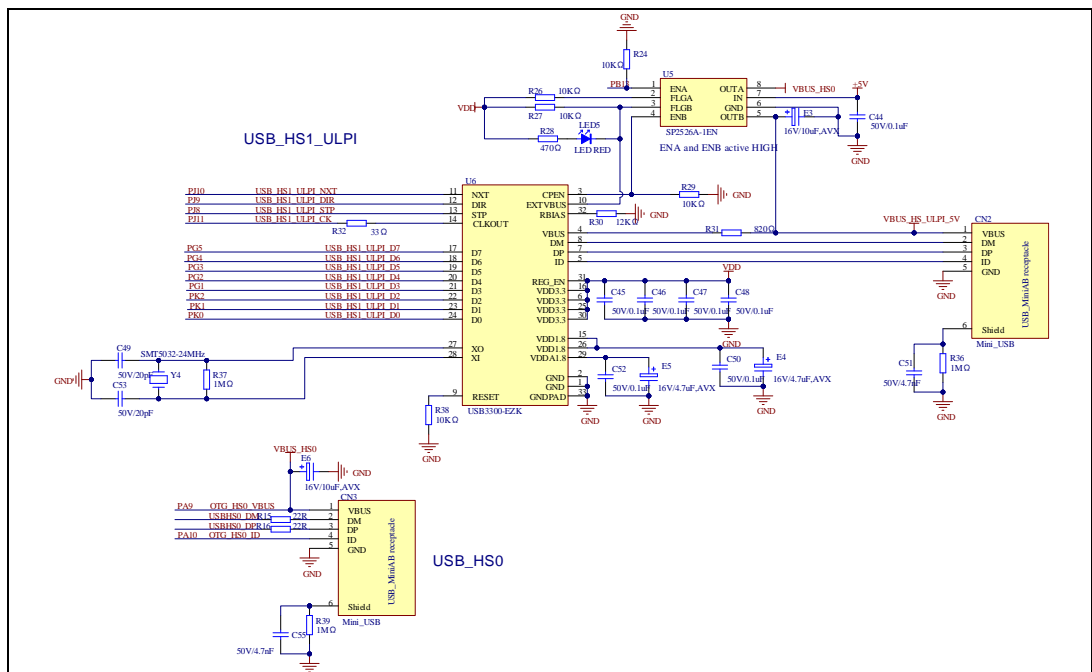 GND
R24
10KΩ
PB13
U5
1 ENA OUTA 8 VBUS_HS0
2 FLGA IN 7 +5V
3 FLGB GND 6
4 ENB OUTB 5
SP2526A-1EN
ENA and ENB active HIGH
R26 10KΩ
VDD
R27 10KΩ
R28 LED5
470Ω LED RED
E3
16V/10uF,AVX
C44
50V/0.1uF
GND
USB_HS1_ULPI
U6
PJ10 USB_HS1_ULPI_NXT 11 NXT
PJ9 USB_HS1_ULPI_DIR 12 DIR
PJ8 USB_HS1_ULPI_STP 13 STP
PJ11 USB_HS1_ULPI_CK 14 CLKOUT
R32 33Ω
PG5 USB_HS1_ULPI_D7 17 D7
PG4 USB_HS1_ULPI_D6 18 D6
PG3 USB_HS1_ULPI_D5 19 D5
PG2 USB_HS1_ULPI_D4 20 D4
PG1 USB_HS1_ULPI_D3 21 D3
PK2 USB_HS1_ULPI_D2 22 D2
PK1 USB_HS1_ULPI_D1 23 D1
PK0 USB_HS1_ULPI_D0 24 D0
27 XO
28 XI
9 RESET
USB3300-EZK
CPEN 3
EXTVBUS 10
RBIAS 32
VBUS 4
DM 8
DP 7
ID 5
REG_EN 31
VDD3.3 16
VDD3.3 6
VDD3.3 25
VDD3.3 30
VDD1.8 15
VDD1.8 26
VDDA1.8 29
GND 2
GND 1
GNDPAD 33
R29
10KΩ
GND
R30 12KΩ
GND
R31 820Ω
VBUS_HS_ULPI_5V
CN2
1 VBUS
2 DM
3 DP
4 ID
5 GND
6 Shield
USB_MiniAB receptacle
Mini_USB
GND
VDD
C45 C46 C47 C48
50V/0.1uF 50V/0.1uF 50V/0.1uF 50V/0.1uF
GND
C52
50V/0.1uF
E5
16V/4.7uF,AVX
C50
50V/0.1uF
E4
16V/4.7uF,AVX
GND
GND
GND
C51
50V/4.7nF
R36
1MΩ
GND
C49 SMT5032-24MHz
50V/20pF
GND
C53
50V/20pF
Y4
R37
1MΩ
R38
10KΩ
GND
VBUS_HS0
E6
16V/10uF,AVX
GND
CN3
PA9 OTG_HS0_VBUS 1 VBUS
USBHS0_DM R15 22R 2 DM
USBHS0_DP R16 22R 3 DP
PA10 OTG_HS0_ID 4 ID
5 GND
GND
6 Shield
USB_MiniAB receptacle
Mini_USB
USB_HS0
C55
50V/4.7nF
R39
1MΩ
GND